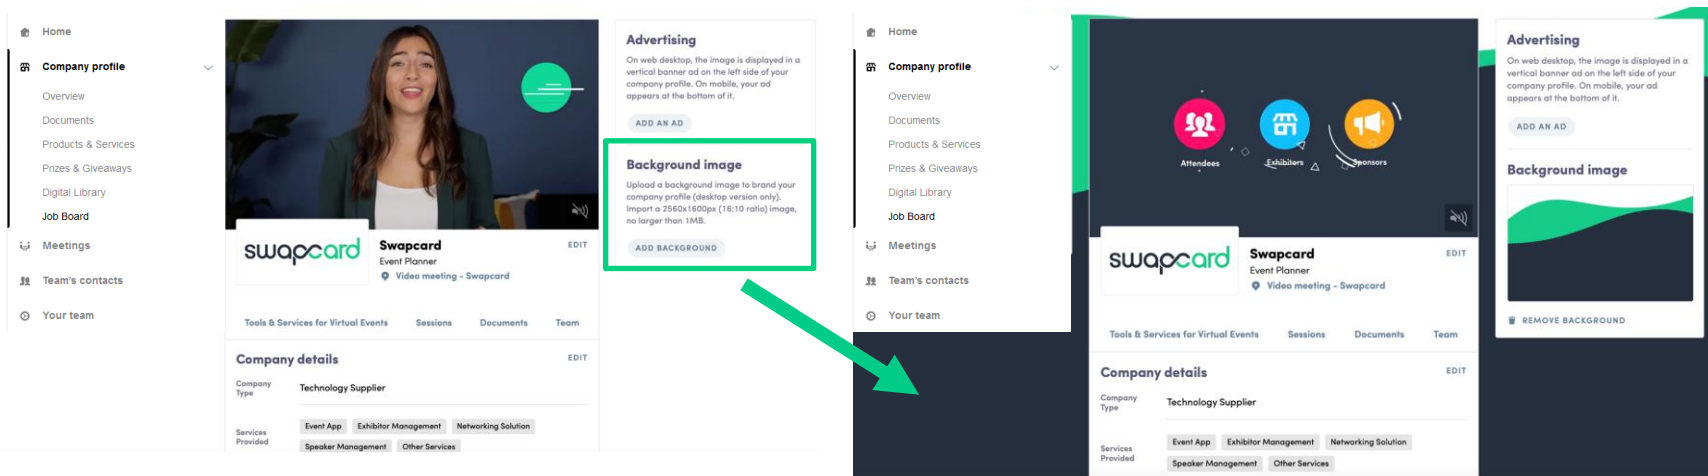 Home
Company profile
Overview
Documents
Products & Services
Prizes & Giveaways
Digital Library
Job Board
Meetings
Team's contacts
Your team
swapcard
Swapcard
EDIT
Event Planner
Video meeting - Swapcard
Tools & Services for Virtual Events Sessions Documents Team
Company details
EDIT
Company
Type
Technology Supplier
Services
Provided
Event App Exhibitor Management Networking Solution
Speaker Management Other Services
Advertising
On web desktop, the image is displayed in a
vertical banner ad on the left side of your
company profile. On mobile, your ad
appears at the bottom of it.
ADD AN AD
Background image
Upload a background image to brand your
profile (desktop version only).
Import a 2560x1600px (16:10 ratio) image,
no larger than 1MB.
ADD BACKGROUND
Home
Company profile
Overview
Documents
Products & Services
Prizes & Giveaways
Digital Library
Job Board
Meetings
Team's contacts
Your team
Attendees Exhibitors Sponsors
swapcard
Swapcard
EDIT
Event Planner
Video meeting - Swapcard
Tools & Services for Virtual Events Sessions Documents Team
Company details
EDIT
Company
Type
Technology Supplier
Services
Provided
Event App Exhibitor Management Networking Solution
Speaker Management Other Services
Advertising
On web desktop, the image is displayed in a
vertical banner ad on the left side of your
company profile. On mobile, your ad
appears at the bottom of it.
ADD AN AD
Background image
REMOVE BACKGROUND